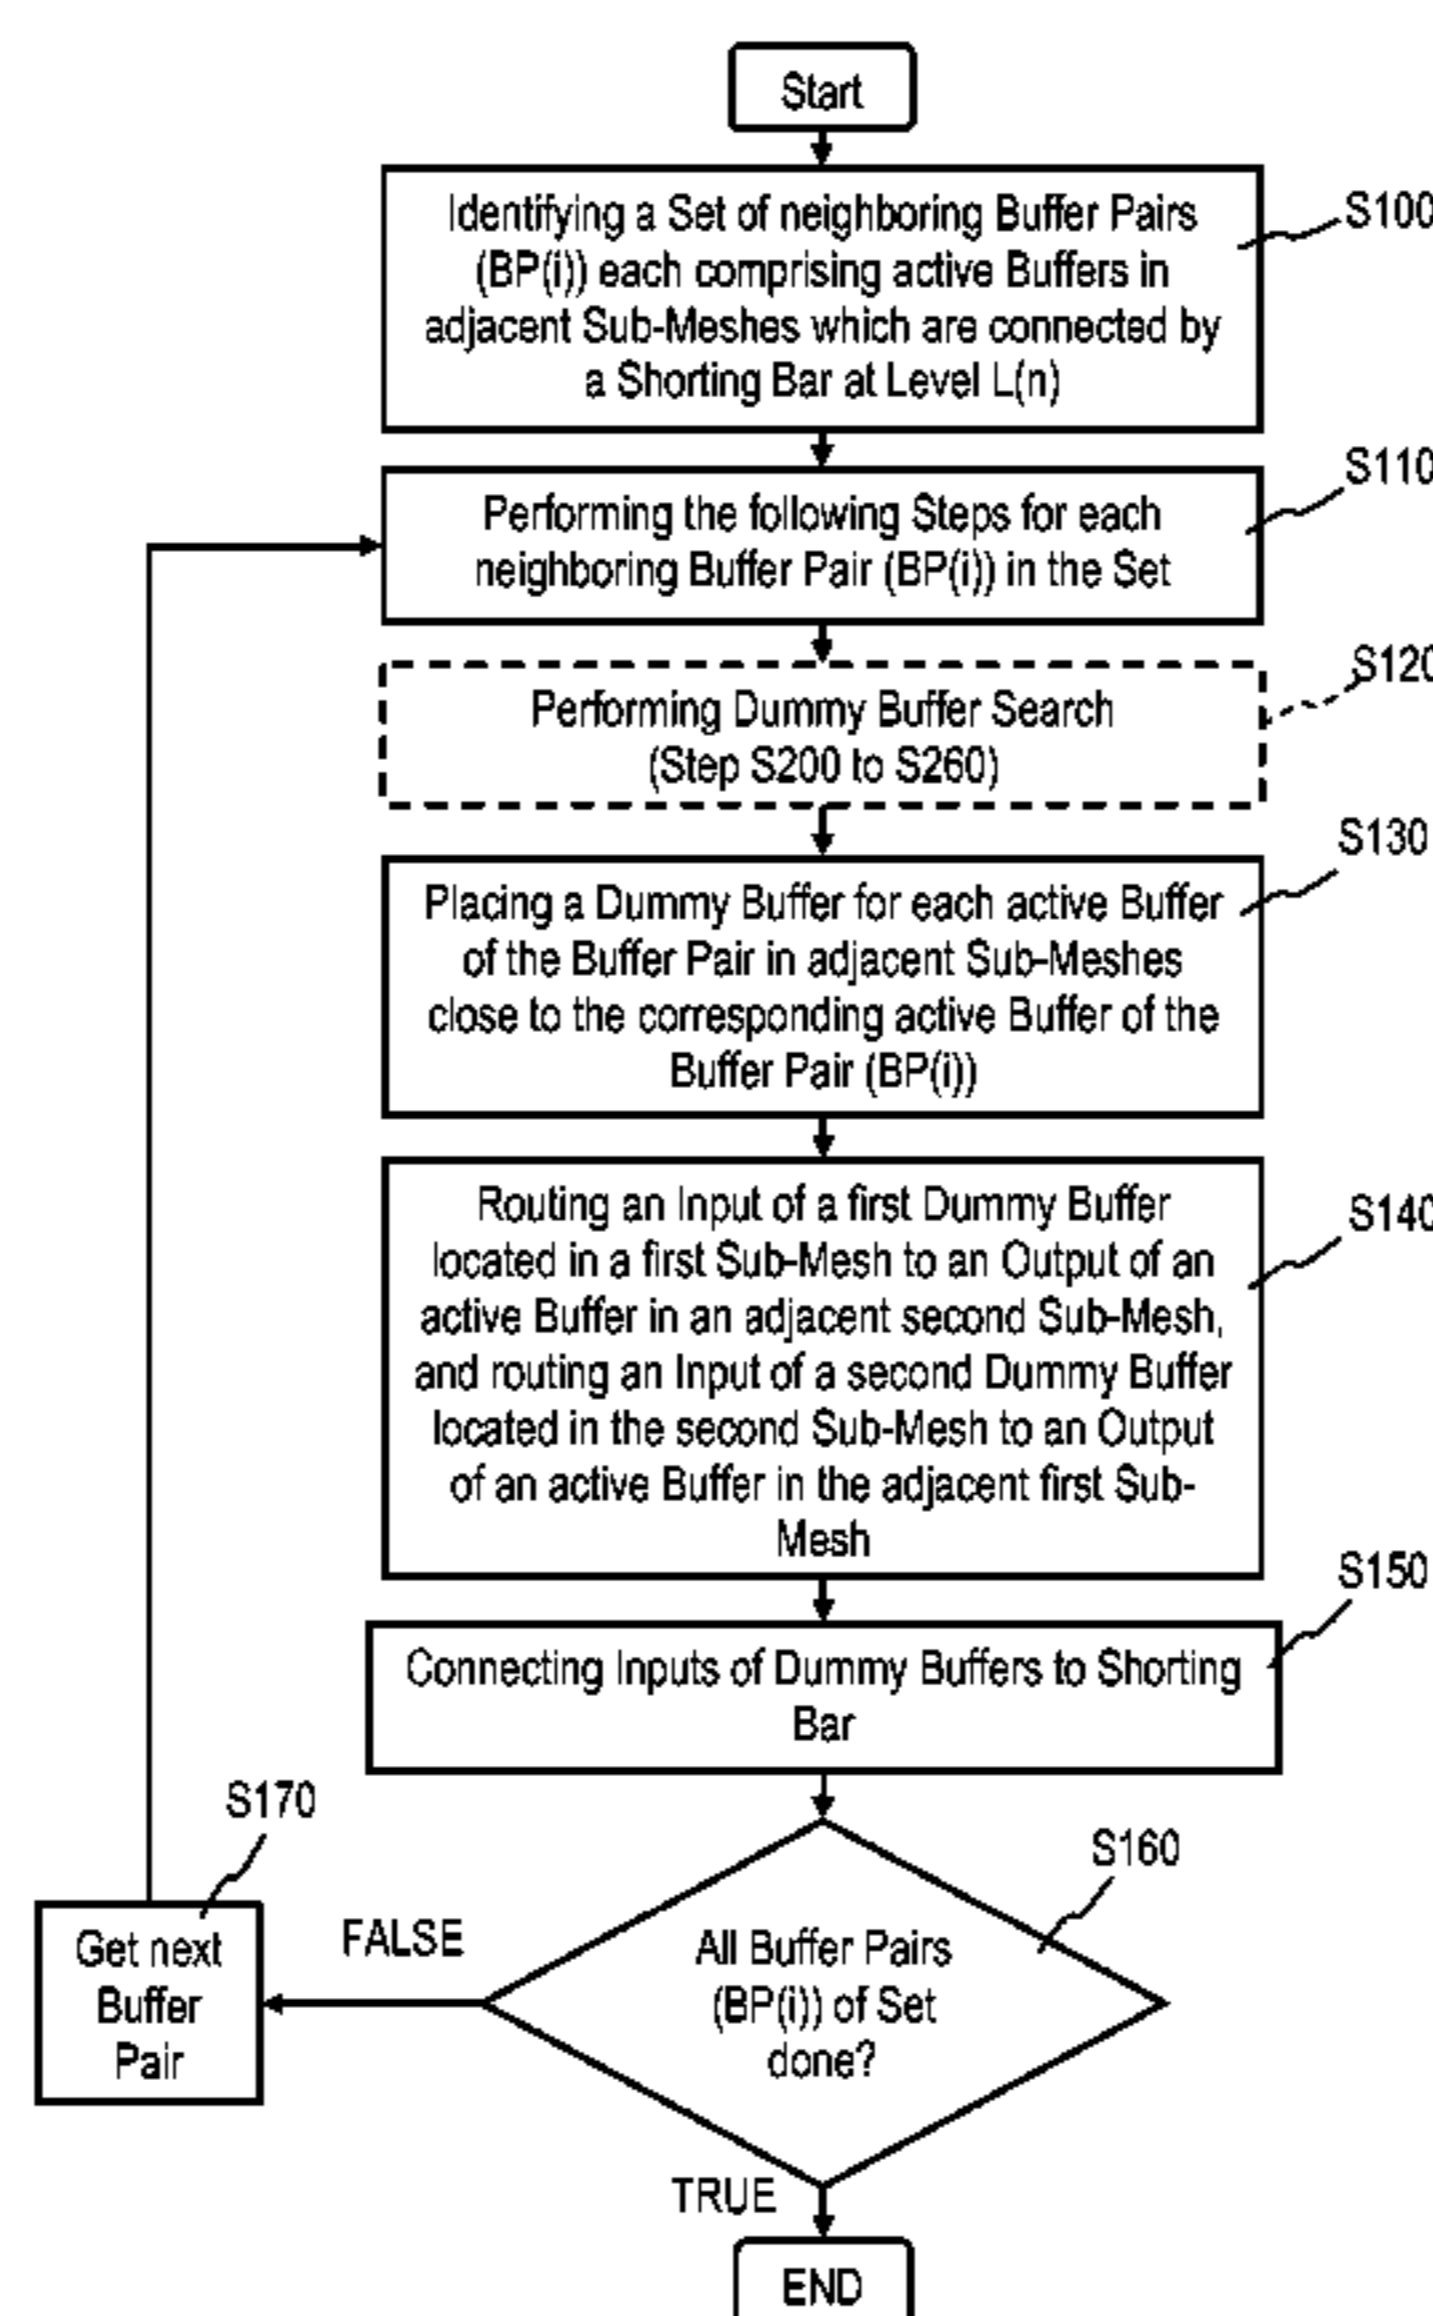 Start
Identifying a Set of neighboring Buffer Pairs
(BP(i)) each comprising active Buffers in
adjacent Sub-Meshes which are connected by
a Shorting Bar at Level L(n)
S100
Performing the following Steps for each
neighboring Buffer Pair (BP(i)) in the Set
S110
Performing Dummy Buffer Search
(Step S200 to S260)
S120
Placing a Dummy Buffer for each active Buffer
of the Buffer Pair in adjacent Sub-Meshes
close to the corresponding active Buffer of the
Buffer Pair (BP(i))
S130
Routing an Input of a first Dummy Buffer
located in a first Sub-Mesh to an Output of an
active Buffer in an adjacent second Sub-Mesh,
and routing an Input of a second Dummy Buffer
located in the second Sub-Mesh to an Output
of an active Buffer in the adjacent first Sub-
Mesh
S140
Connecting Inputs of Dummy Buffers to Shorting
Bar
S150
All Buffer Pairs
(BP(i)) of Set
done?
S160
FALSE
Get next
Buffer
Pair
S170
TRUE
END